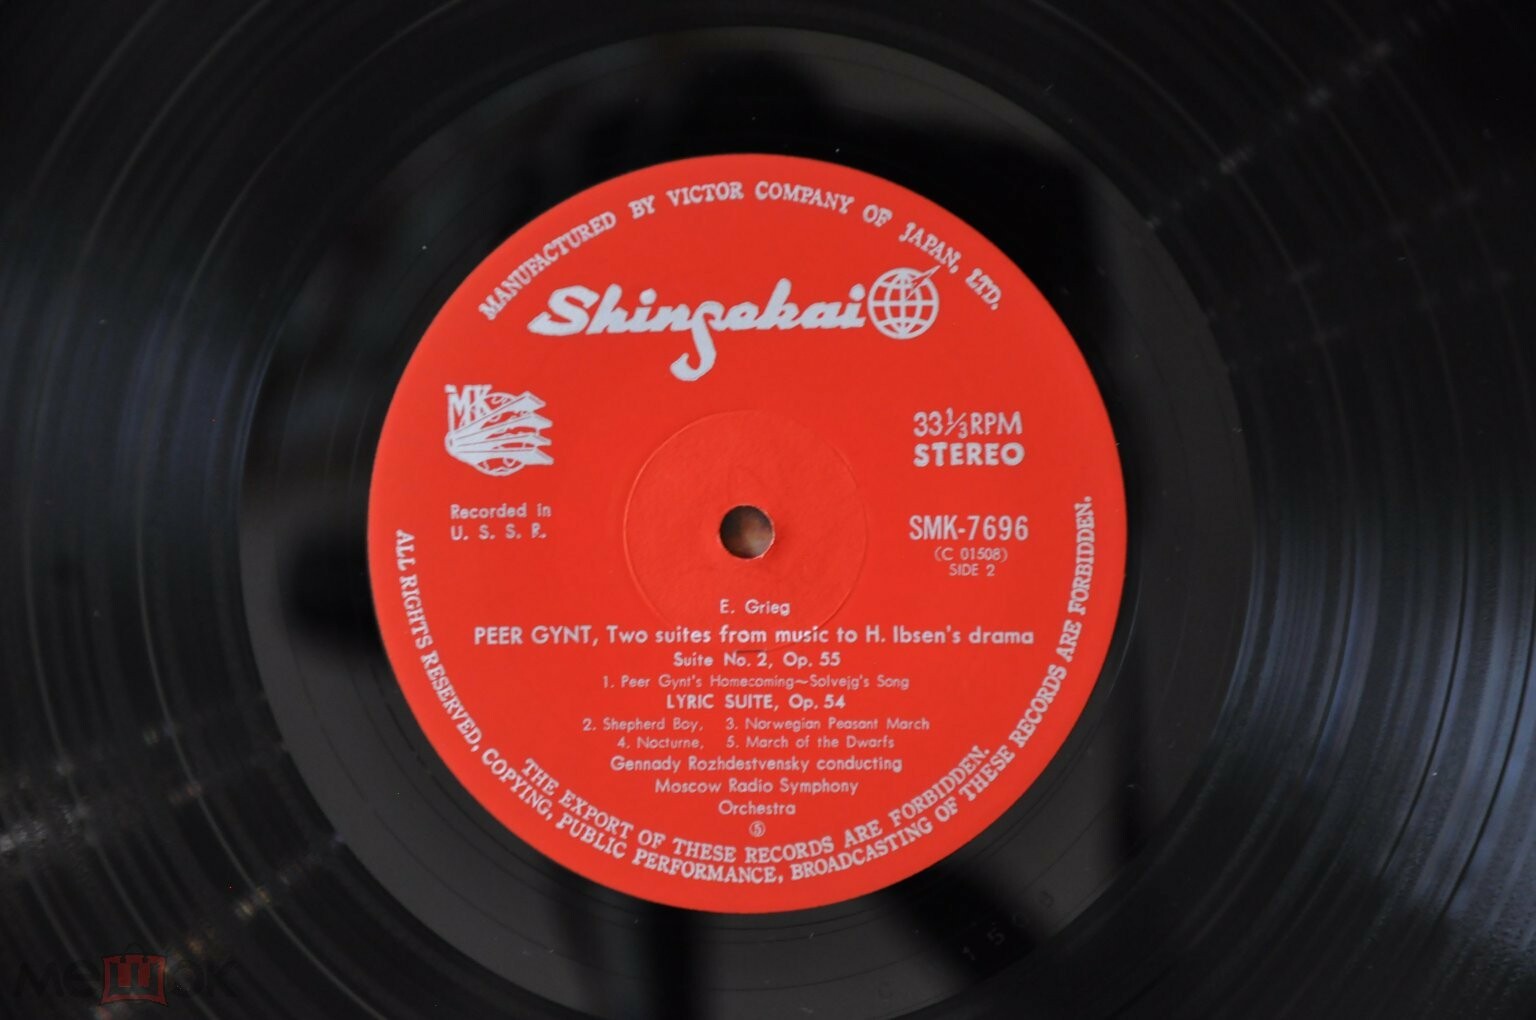 MANUFACTURED BY VICTOR COMPANY OF JAPAN, LTD.
Shinsekai
MK
33⅓RPM
STEREO
Recorded in
U. S. S. R.
SMK-7696
(C 01508)
SIDE 2
E. Grieg
PEER GYNT, Two suites from music to H. Ibsen's drama
Suite No. 2, Op. 55
1. Peer Gynt's Homecoming~Solvejg's Song
LYRIC SUITE, Op. 54
2. Shepherd Boy, 3. Norwegian Peasant March
4. Nocturne, 5. March of the Dwarfs
Gennady Rozhdestvensky conducting
Moscow Radio Symphony
Orchestra
⑤
THE EXPORT OF THESE RECORDS ARE FORBIDDEN.
ALL RIGHTS RESERVED, COPYING, PUBLIC PERFORMANCE, BROADCASTING OF THESE RECORDS ARE FORBIDDEN.
мешок